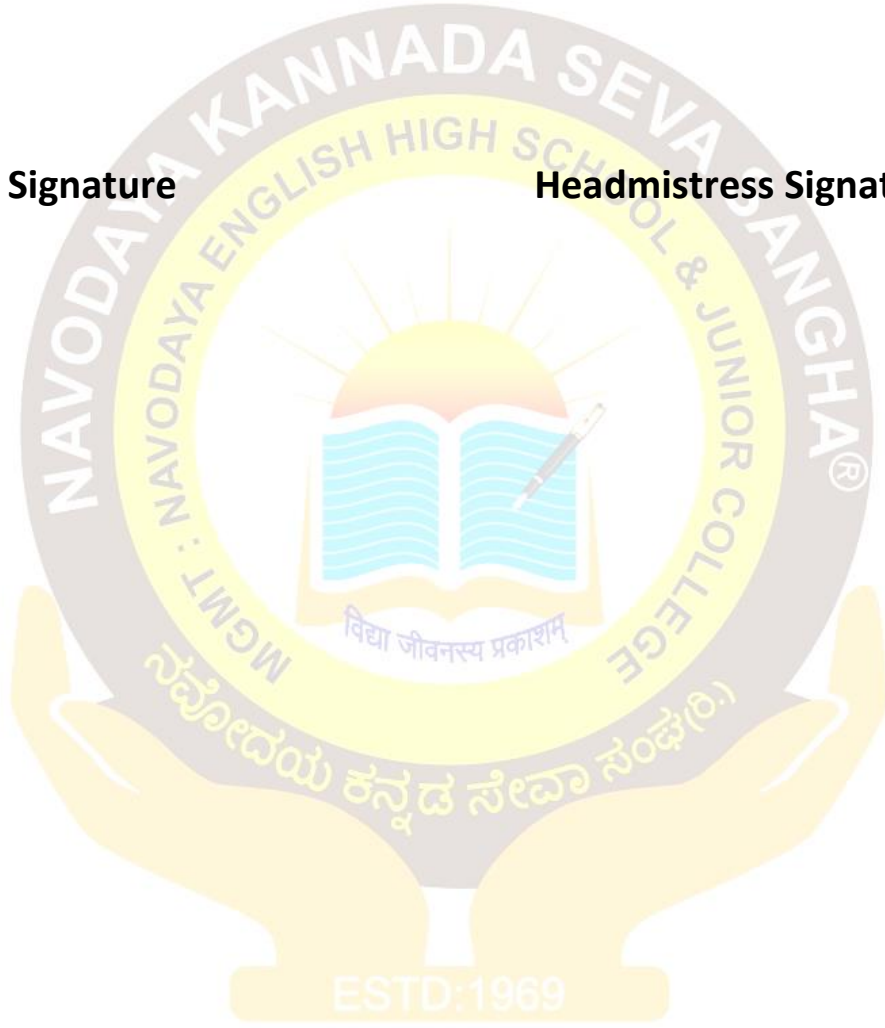 NAVODAYA KANNADA SEVA SANGHA®
MGMT : NAVODAYA ENGLISH HIGH SCHOOL & JUNIOR COLLEGE
Signature Headmistress Signat
विद्या जीवनस्य प्रकाशम्
ನವೋದಯ ಕನ್ನಡ ಸೇವಾ ಸಂಘ(ರಿ.)
ESTD:1969